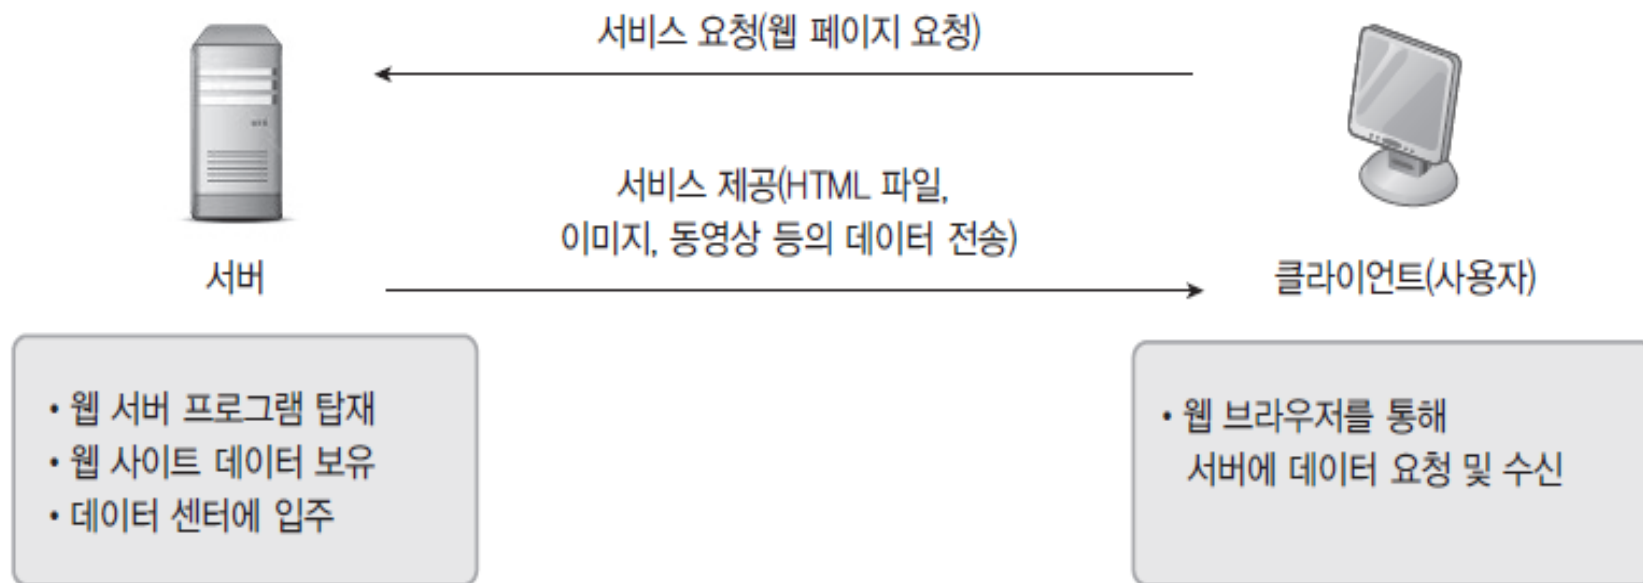 서비스 요청(웹 페이지 요청)
서비스 제공(HTML 파일,
이미지, 동영상 등의 데이터 전송)
서버
클라이언트(사용자)
• 웹 서버 프로그램 탑재
• 웹 사이트 데이터 보유
• 데이터 센터에 입주
• 웹 브라우저를 통해
서버에 데이터 요청 및 수신